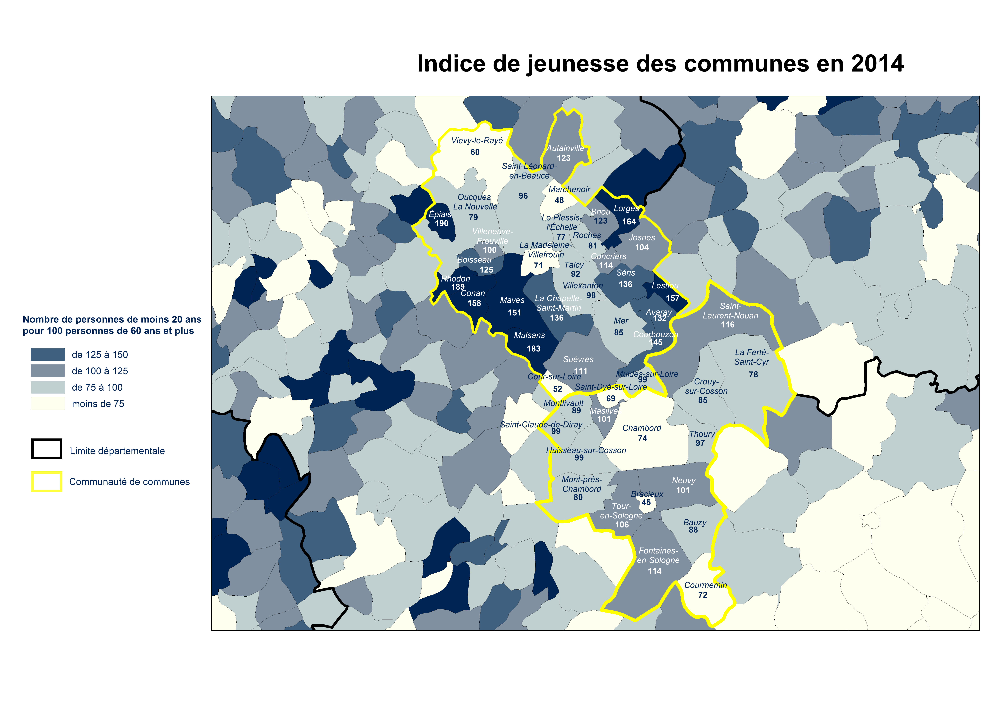 Indice de jeunesse des communes en 2014
Vievy-le-Rayé
60
Autainville
123
Saint-Léonard-
en-Beauce
96
Marchenoir
48
Oucques
La Nouvelle
79
Épiais
190
Lorges
164
Briou
123
Le Plessis-
l'Échelle
77
Roches
81
Josnes
104
Villeneuve-
Frouville
100
La Madeleine-
Villefrouin
71
Concriers
114
Boisseau
125
Talcy
92
Séris
136
Rhodon
189
Conan
158
Villexanton
98
Lestiou
157
Maves
151
La Chapelle-
Saint-Martin
136
Saint-
Laurent-Nouan
116
Avaray
132
Mer
85
Courbouzon
145
Mulsans
183
La Ferté-
Saint-Cyr
78
Suèvres
111
Cour-sur-Loire
52
Muides-sur-Loire
99
Saint-Dyé-sur-Loire
69
Crouy-
sur-Cosson
85
Montlivault
89
Maslive
101
Saint-Claude-de-Diray
99
Chambord
74
Thoury
97
Huisseau-sur-Cosson
99
Mont-près-
Chambord
80
Neuvy
101
Bracieux
45
Tour-
en-Sologne
106
Bauzy
88
Fontaines-
en-Sologne
114
Courmemin
72
Nombre de personnes de moins 20 ans
pour 100 personnes de 60 ans et plus
de 125 à 150
de 100 à 125
de 75 à 100
moins de 75
Limite départementale
Communauté de communes